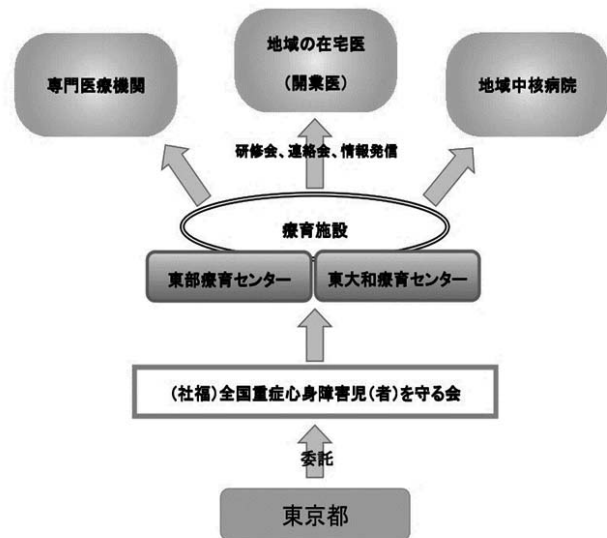 地域の在宅医
(開業医)
専門医療機関
地域中核病院
研修会、連絡会、情報発信
療育施設
東部療育センター
東大和療育センター
(社福)全国重症心身障害児(者)を守る会
委託
東京都